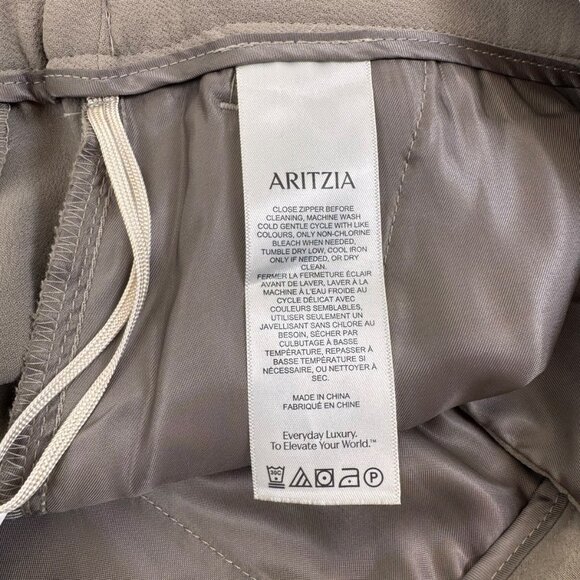 ARITZIA
CLOSE ZIPPER BEFORE
CLEANING, MACHINE WASH
COLD GENTLE CYCLE WITH LIKE
COLOURS, ONLY NON-CHLORINE
BLEACH WHEN NEEDED,
TUMBLE DRY LOW, COOL IRON
ONLY IF NEEDED, OR DRY
CLEAN.
FERMER LA FERMETURE ÉCLAIR
AVANT DE LAVER, LAVER À LA
MACHINE À L'EAU FROIDE AU
CYCLE DÉLICAT AVEC
COULEURS SEMBLABLES,
UTILISER SEULEMENT UN
JAVELLISANT SANS CHLORE AU
BESOIN, SÉCHER PAR
CULBUTAGE À BASSE
TEMPÉRATURE, REPASSER À
BASSE TEMPÉRATURE SI
NÉCESSAIRE, OU NETTOYER À
SEC.
MADE IN CHINA
FABRIQUÉ EN CHINE
Everyday Luxury.
To Elevate Your World.™
30C P